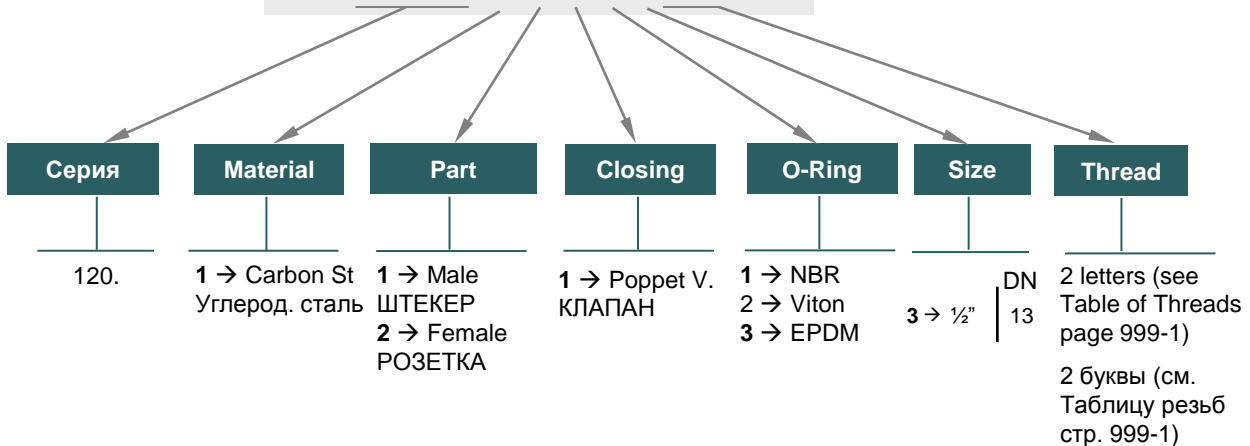 Серия
Material
Part
Closing
O-Ring
Size
Thread
120.
1 → Carbon St
Углерод. сталь
1 → Male
ШТЕКЕР
2 → Female
РОЗЕТКА
1 → Poppet V.
КЛАПАН
1 → NBR
2 → Viton
3 → EPDM
DN
3 → ½” 13
2 letters (see
Table of Threads
page 999-1)
2 буквы (см.
Таблицу резьб
стр. 999-1)